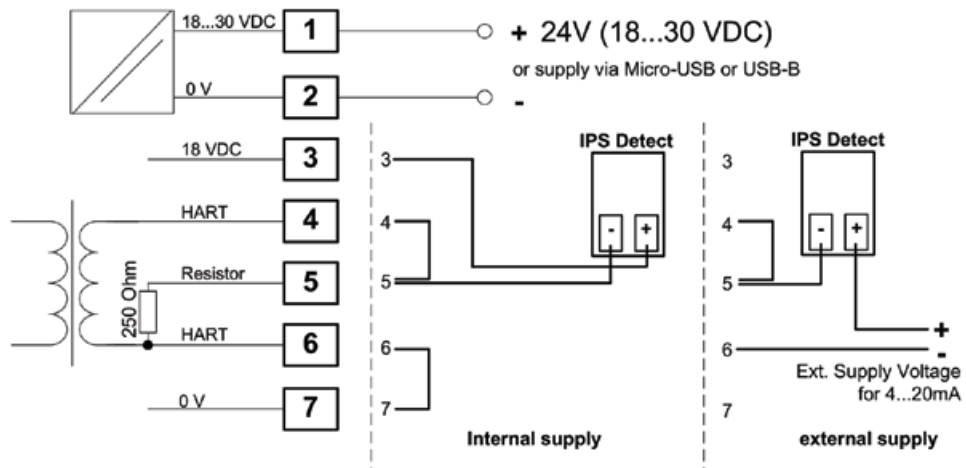 18...30 VDC 1 + 24V (18...30 VDC)
or supply via Micro-USB or USB-B
0 V 2 -
18 VDC 3
HART 4
Resistor 5
250 Ohm
HART 6
0 V 7
IPS Detect
3
4
- +
5
6
7
Internal supply
IPS Detect
3
4
- +
5
+
6
-
Ext. Supply Voltage
for 4...20mA
7
external supply